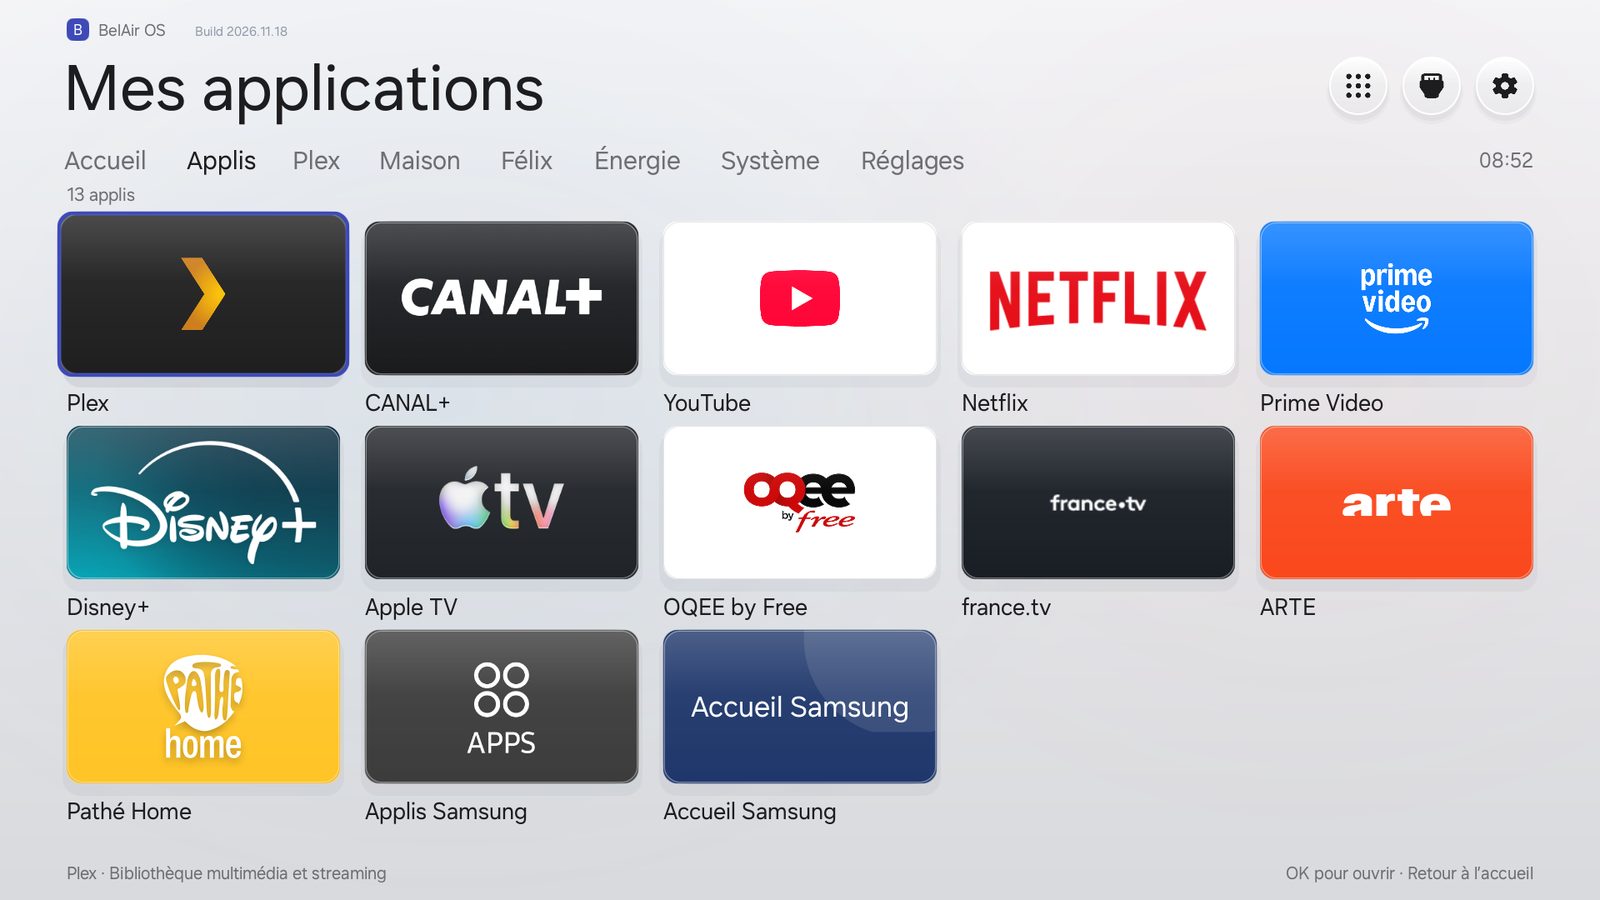 B BelAir OS Build 2026.11.18
Mes applications
Accueil Applis Plex Maison Félix Énergie Système Réglages 08:52
13 applis
CANAL+ NETFLIX prime
video
Plex CANAL+ YouTube Netflix Prime Video
Disney+ tv OQee
by free france•tv arte
Disney+ Apple TV OQEE by Free france.tv ARTE
PATHÉ
home APPS Accueil Samsung
Pathé Home Applis Samsung Accueil Samsung
Plex · Bibliothèque multimédia et streaming OK pour ouvrir · Retour à l'accueil